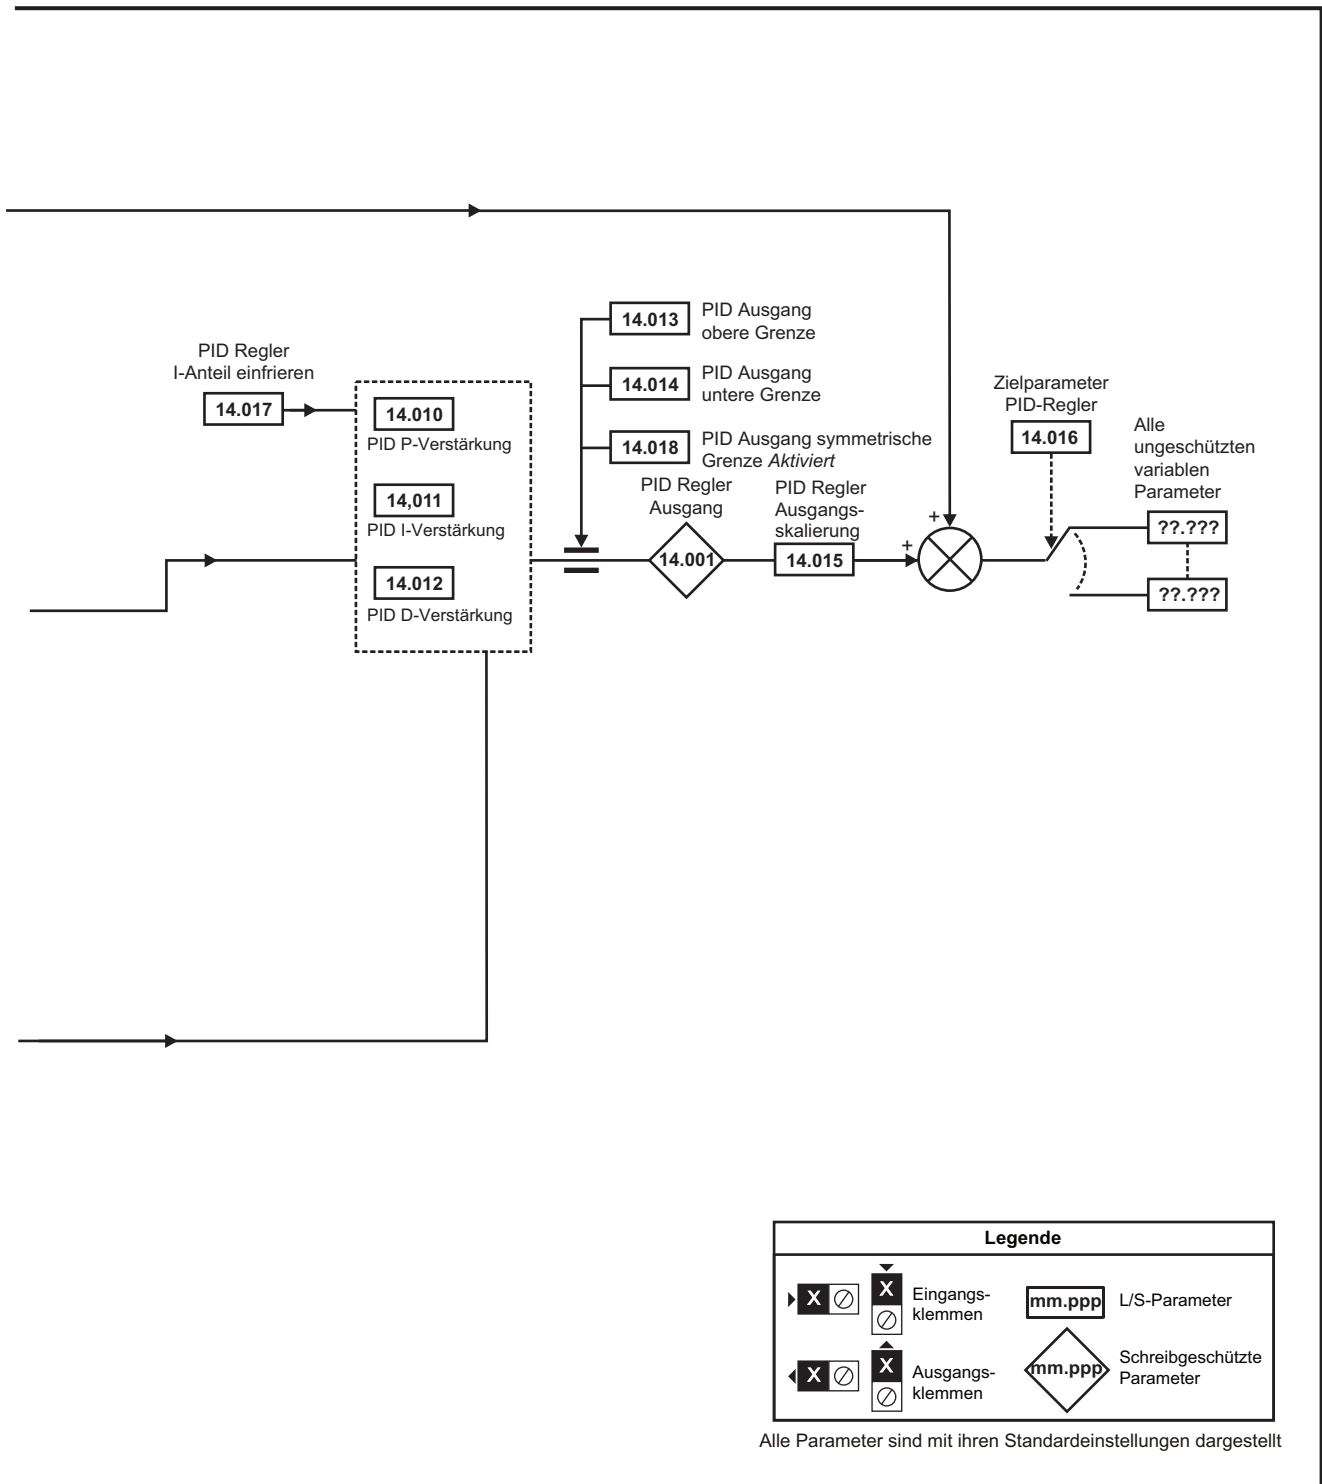 PID Regler
I-Anteil einfrieren
14.017
14.010
PID P-Verstärkung
14,011
PID I-Verstärkung
14.012
PID D-Verstärkung
14.013
PID Ausgang
obere Grenze
14.014
PID Ausgang
untere Grenze
14.018
PID Ausgang symmetrische
Grenze Aktiviert
PID Regler
Ausgang
14.001
PID Regler
Ausgangs-
skalierung
14.015
+
+
Zielparameter
PID-Regler
14.016
Alle
ungeschützten
variablen
Parameter
??.???
??.???
Legende
X
X
Eingangs-
klemmen
mm.ppp
L/S-Parameter
X
X
Ausgangs-
klemmen
mm.ppp
Schreibgeschützte
Parameter
Alle Parameter sind mit ihren Standardeinstellungen dargestellt